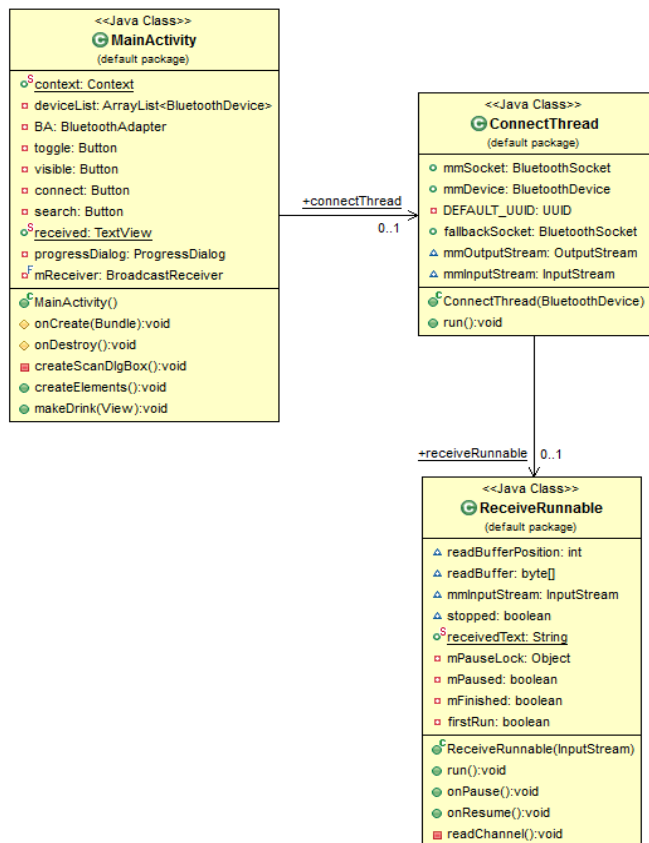 <<Java Class>>
MainActivity
(default package)
context: Context
deviceList: ArrayList<BluetoothDevice>
BA: BluetoothAdapter
toggle: Button
visible: Button
connect: Button
search: Button
received: TextView
progressDialog: ProgressDialog
mReceiver: BroadcastReceiver
MainActivity()
onCreate(Bundle):void
onDestroy():void
createScanDlgBox():void
createElements():void
makeDrink(View):void
+connectThread
0..1
<<Java Class>>
ConnectThread
(default package)
mmSocket: BluetoothSocket
mmDevice: BluetoothDevice
DEFAULT_UUID: UUID
fallbackSocket: BluetoothSocket
mmOutputStream: OutputStream
mmInputStream: InputStream
ConnectThread(BluetoothDevice)
run():void
+receiveRunnable 0..1
<<Java Class>>
ReceiveRunnable
(default package)
readBufferPosition: int
readBuffer: byte[]
mmInputStream: InputStream
stopped: boolean
receivedText: String
mPauseLock: Object
mPaused: boolean
mFinished: boolean
firstRun: boolean
ReceiveRunnable(InputStream)
run():void
onPause():void
onResume():void
readChannel():void